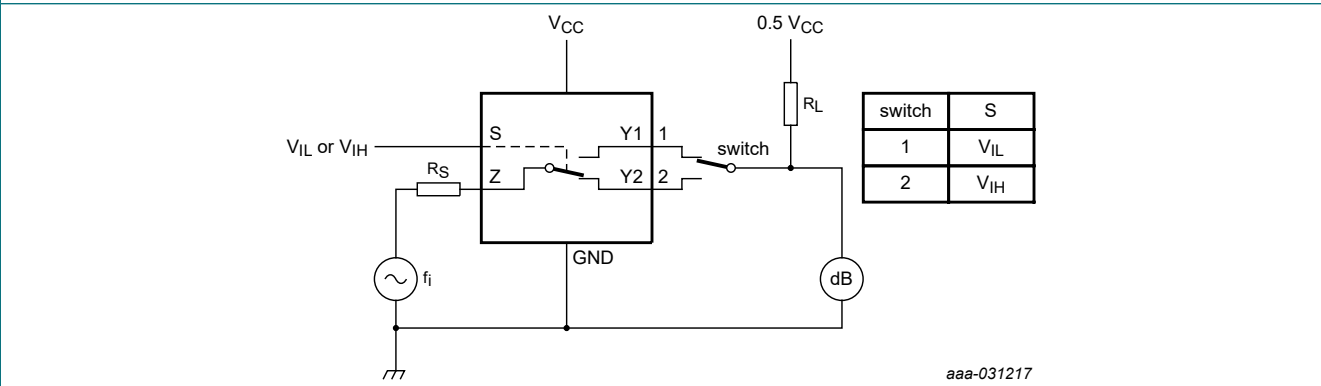 V_CC
0.5 V_CC
R_L
switch S
1 V_IL
2 V_IH
S
Y1 1
switch
V_IL or V_IH
R_S
Z
Y2 2
GND
f_i
dB
aaa-031217